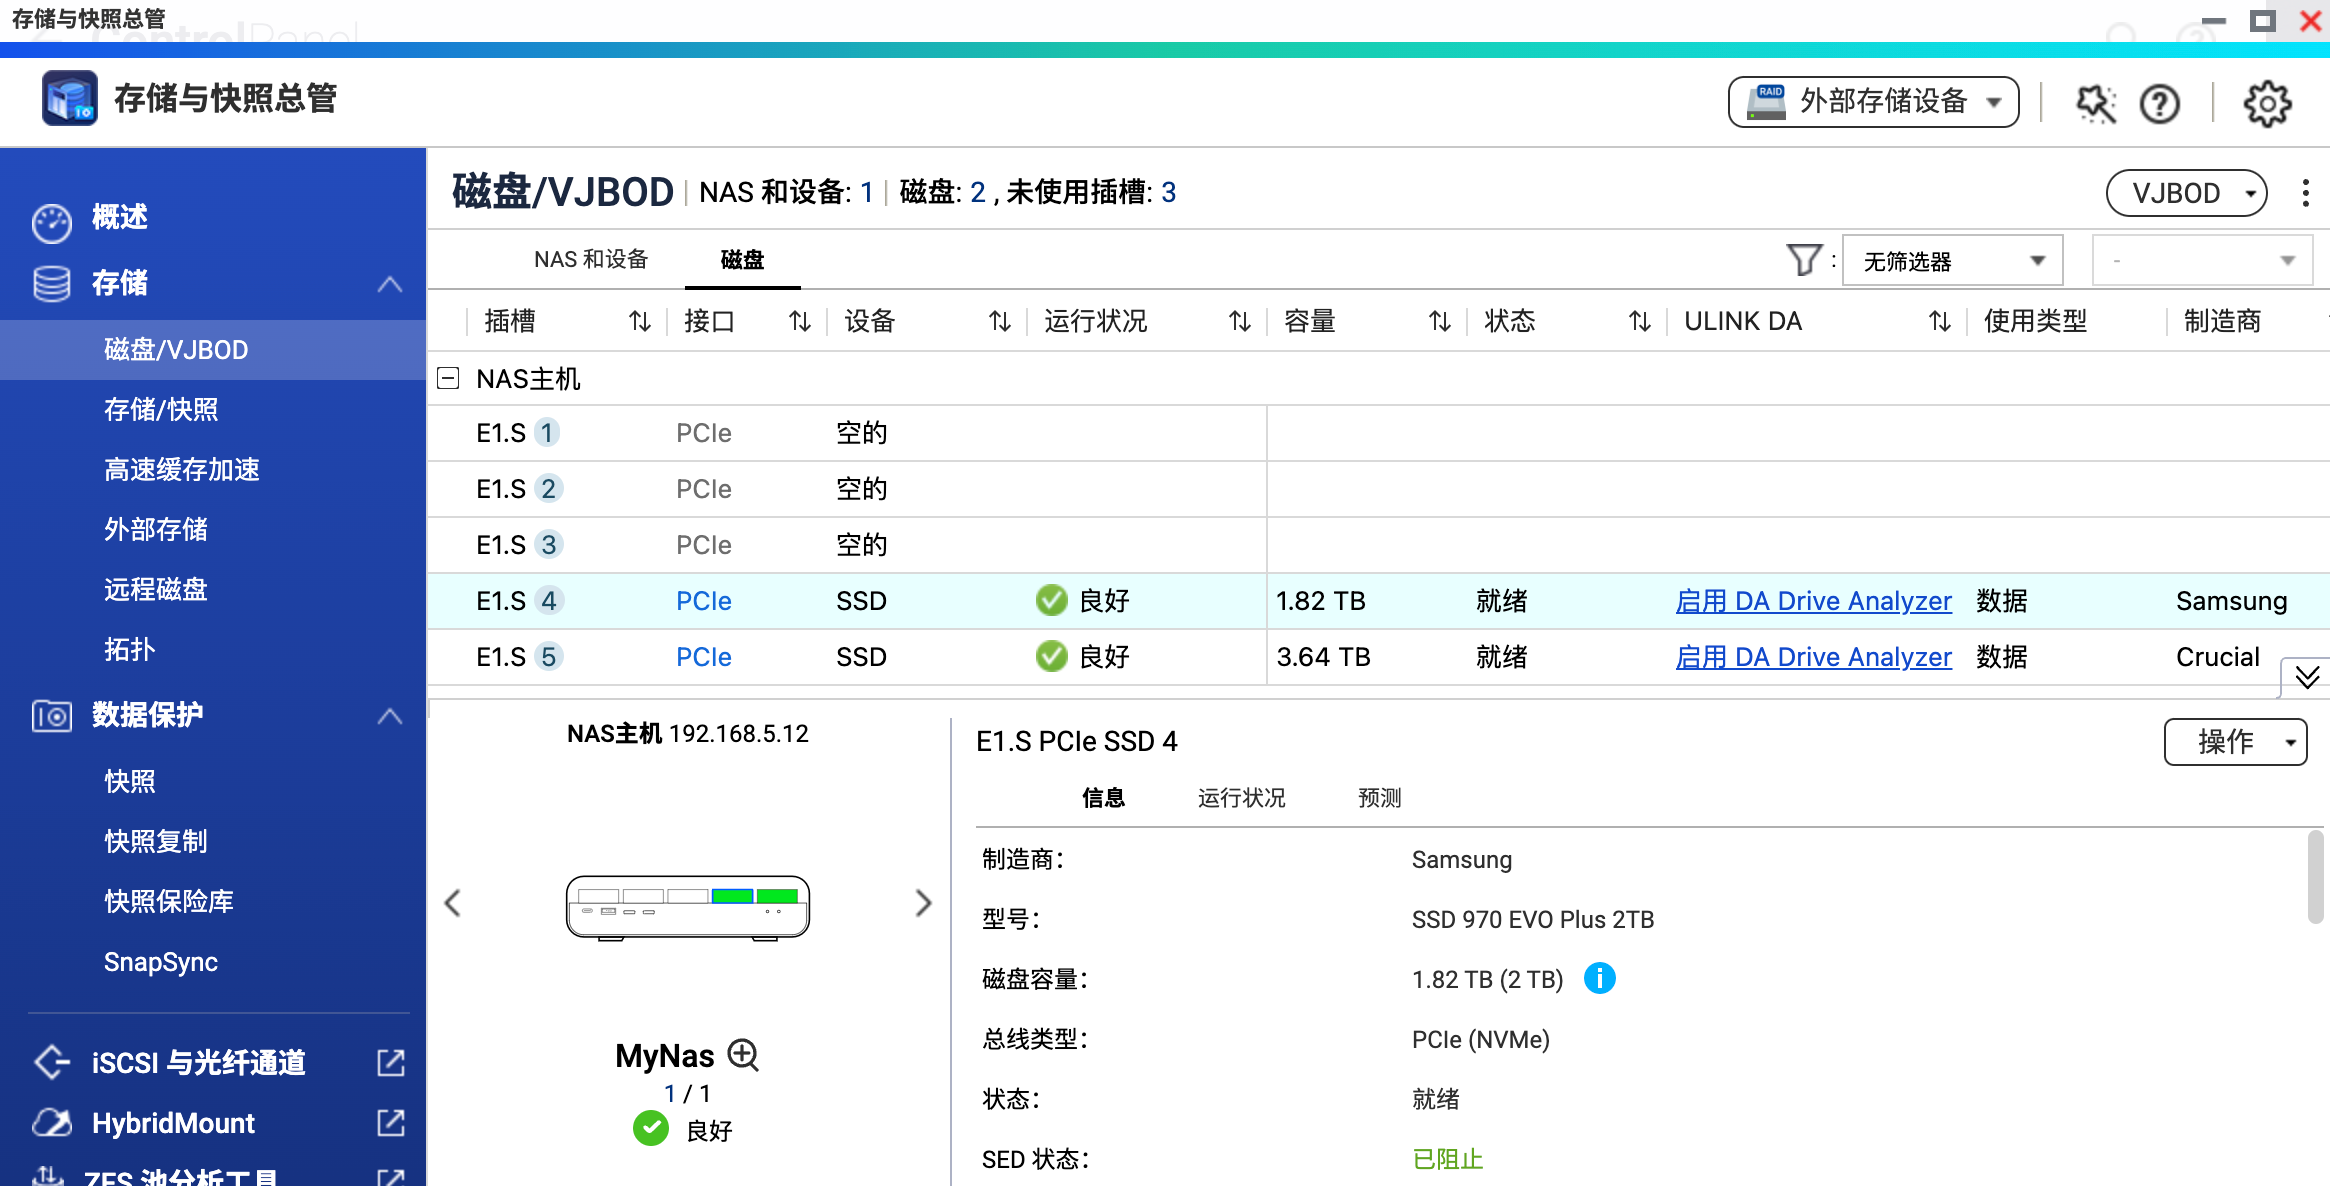 存储与快照总管
ControlPanel
存储与快照总管
RAID 外部存储设备
概述
存储
磁盘/VJBOD
存储/快照
高速缓存加速
外部存储
远程磁盘
拓扑
数据保护
快照
快照复制
快照保险库
SnapSync
iSCSI 与光纤通道
HybridMount
ZFS 池分析工具
磁盘/VJBOD | NAS 和设备: 1 | 磁盘: 2 , 未使用插槽: 3
VJBOD
NAS 和设备 磁盘
: 无筛选器 -
插槽 接口 设备 运行状况 容量 状态 ULINK DA 使用类型 制造商
NAS主机
E1.S 1 PCIe 空的
E1.S 2 PCIe 空的
E1.S 3 PCIe 空的
E1.S 4 PCIe SSD 良好 1.82 TB 就绪 启用 DA Drive Analyzer 数据 Samsung
E1.S 5 PCIe SSD 良好 3.64 TB 就绪 启用 DA Drive Analyzer 数据 Crucial
NAS主机 192.168.5.12
MyNas
1 / 1
良好
E1.S PCIe SSD 4
操作
信息 运行状况 预测
制造商: Samsung
型号: SSD 970 EVO Plus 2TB
磁盘容量: 1.82 TB (2 TB)
总线类型: PCIe (NVMe)
状态: 就绪
SED 状态: 已阻止